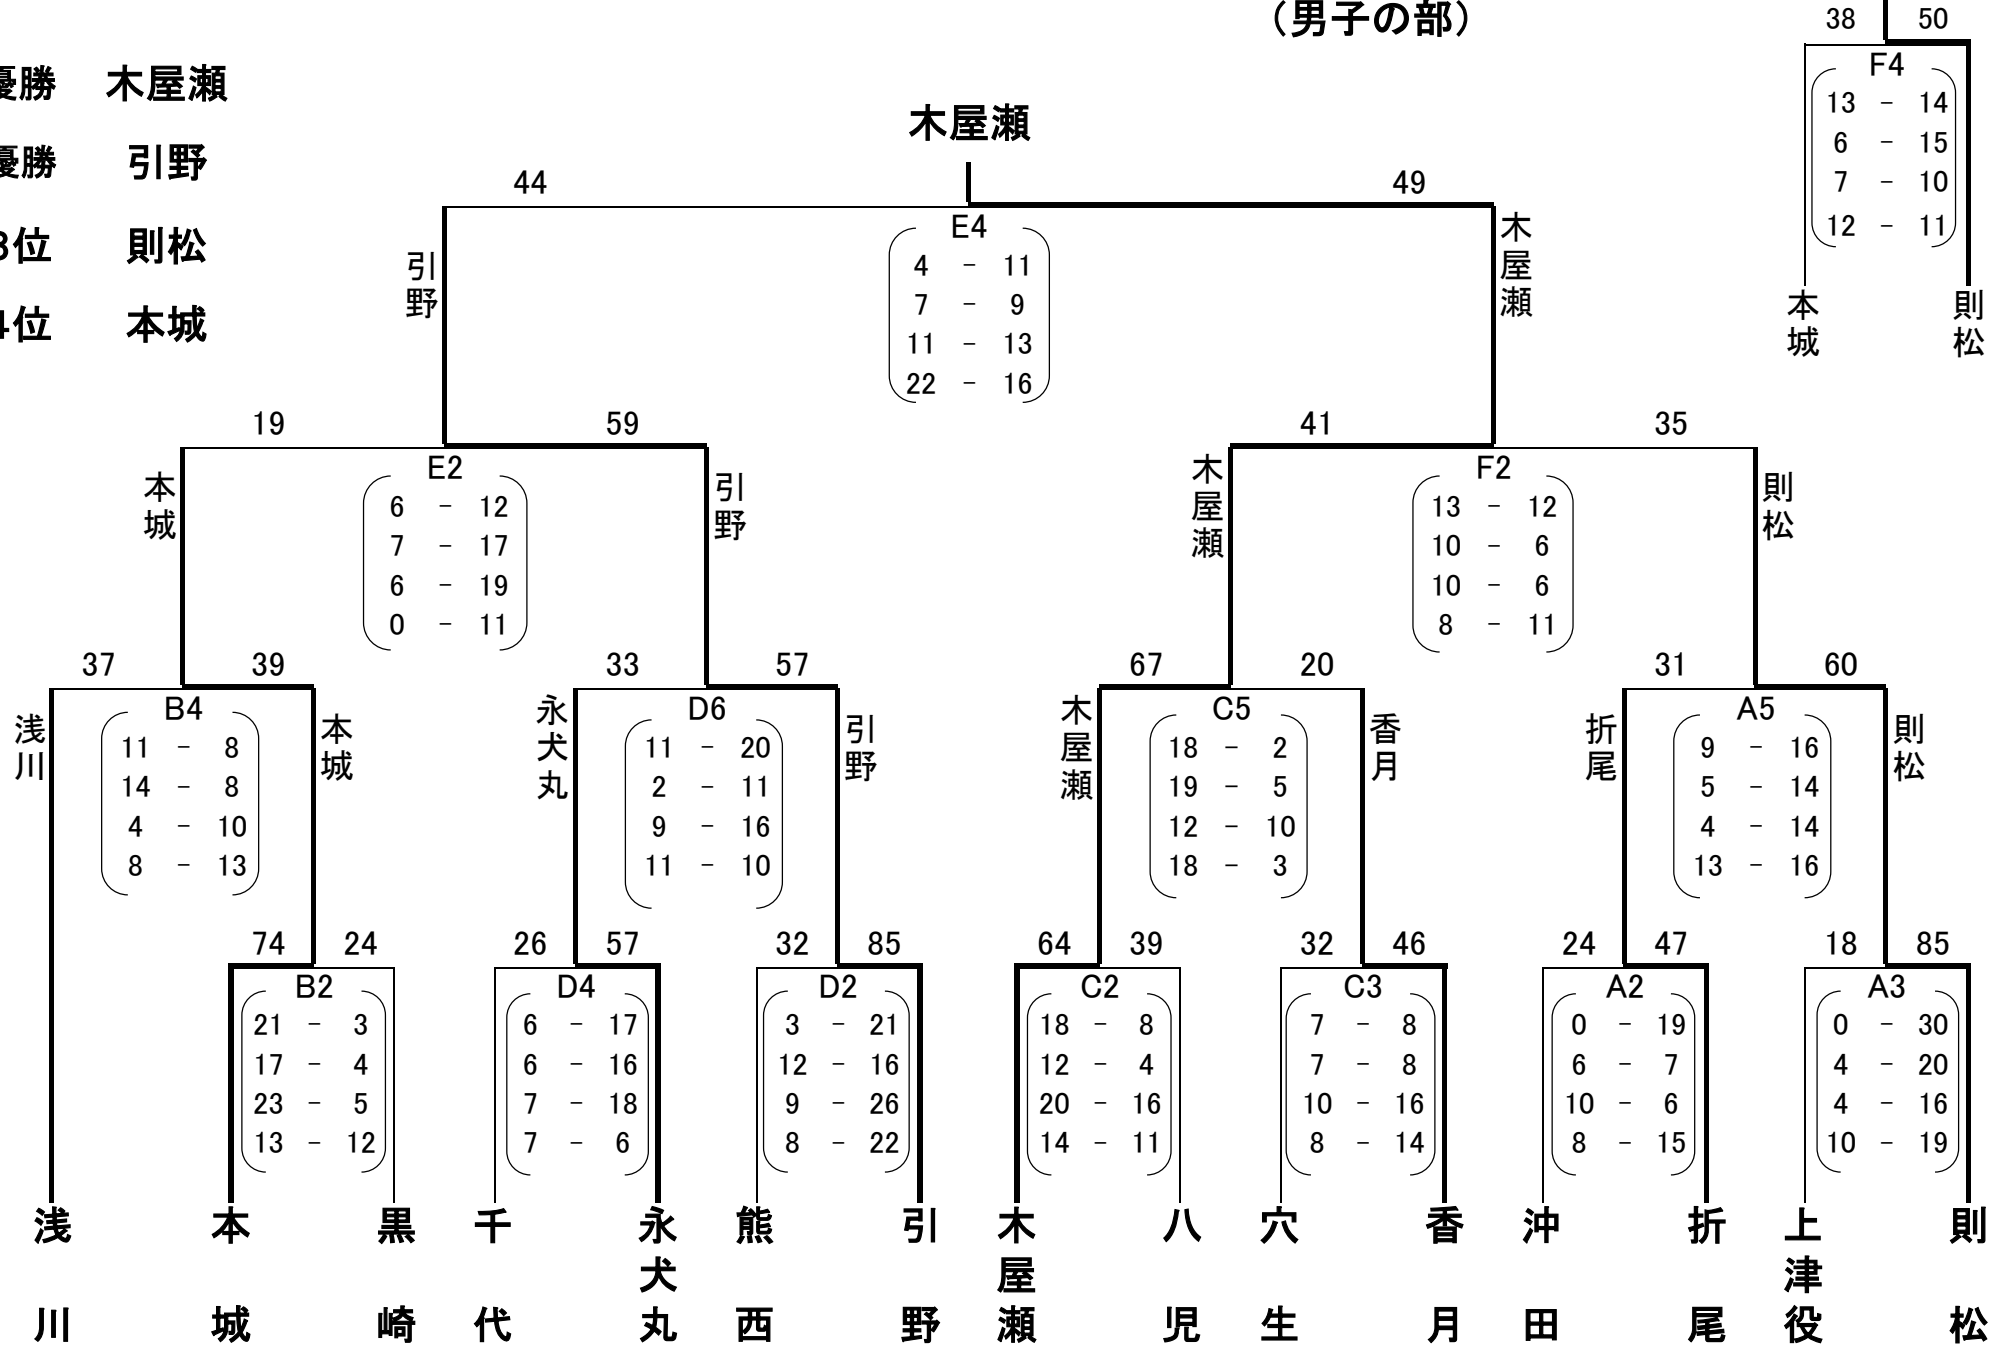 （男子の部）
38 50
F4
13 - 14
6 - 15
7 - 10
12 - 11
本城
則松
優勝 木屋瀬
優勝 引野
3位 則松
4位 本城
木屋瀬
44 49
引野
木屋瀬
E4
4 - 11
7 - 9
11 - 13
22 - 16
19 59
本城
引野
E2
6 - 12
7 - 17
6 - 19
0 - 11
41 35
木屋瀬
則松
F2
13 - 12
10 - 6
10 - 6
8 - 11
37 39
浅川
本城
B4
11 - 8
14 - 8
4 - 10
8 - 13
33 57
永犬丸
引野
D6
11 - 20
2 - 11
9 - 16
11 - 10
67 20
木屋瀬
香月
C5
18 - 2
19 - 5
12 - 10
18 - 3
31 60
折尾
則松
A5
9 - 16
5 - 14
4 - 14
13 - 16
74 24
B2
21 - 3
17 - 4
23 - 5
13 - 12
26 57
D4
6 - 17
6 - 16
7 - 18
7 - 6
32 85
D2
3 - 21
12 - 16
9 - 26
8 - 22
64 39
C2
18 - 8
12 - 4
20 - 16
14 - 11
32 46
C3
7 - 8
7 - 8
10 - 16
8 - 14
24 47
A2
0 - 19
6 - 7
10 - 6
8 - 15
18 85
A3
0 - 30
4 - 20
4 - 16
10 - 19
浅川
本城
黒崎
千代
永犬丸
熊西
引野
木屋瀬
八児
穴生
香月
沖田
折尾
上津役
則松